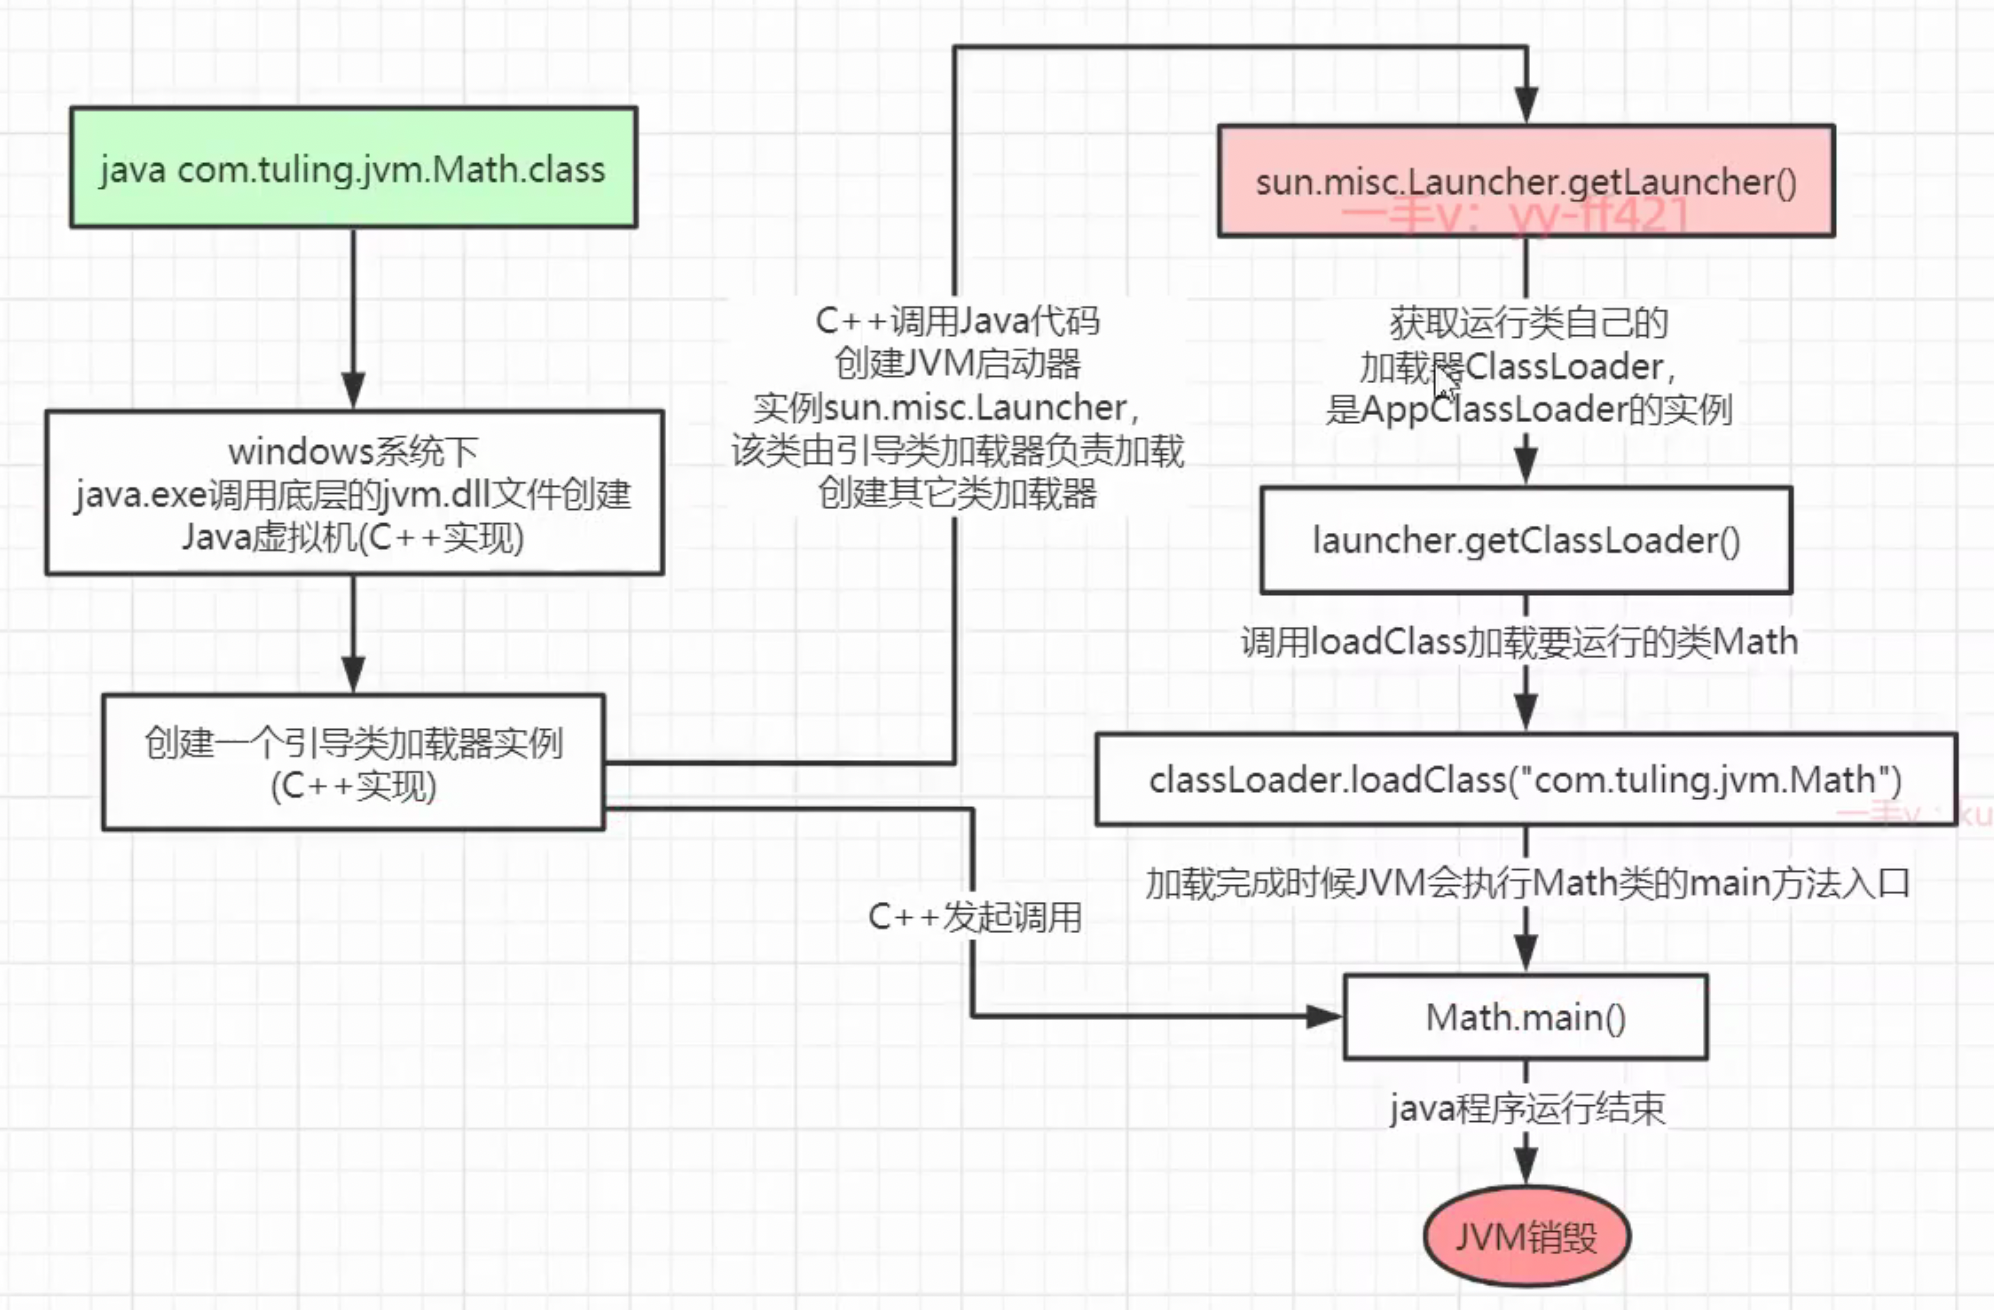 java com.tuling.jvm.Math.class
windows系统下
java.exe调用底层的jvm.dll文件创建
Java虚拟机(C++实现)
创建一个引导类加载器实例
(C++实现)
C++调用Java代码
创建JVM启动器
实例sun.misc.Launcher，
该类由引导类加载器负责加载
创建其它类加载器
C++发起调用
sun.misc.Launcher.getLauncher()
一手v：yy-ff421
获取运行类自己的
加载器ClassLoader，
是AppClassLoader的实例
launcher.getClassLoader()
调用loadClass加载要运行的类Math
classLoader.loadClass("com.tuling.jvm.Math")
一手v：ku
加载完成时候JVM会执行Math类的main方法入口
Math.main()
java程序运行结束
JVM销毁